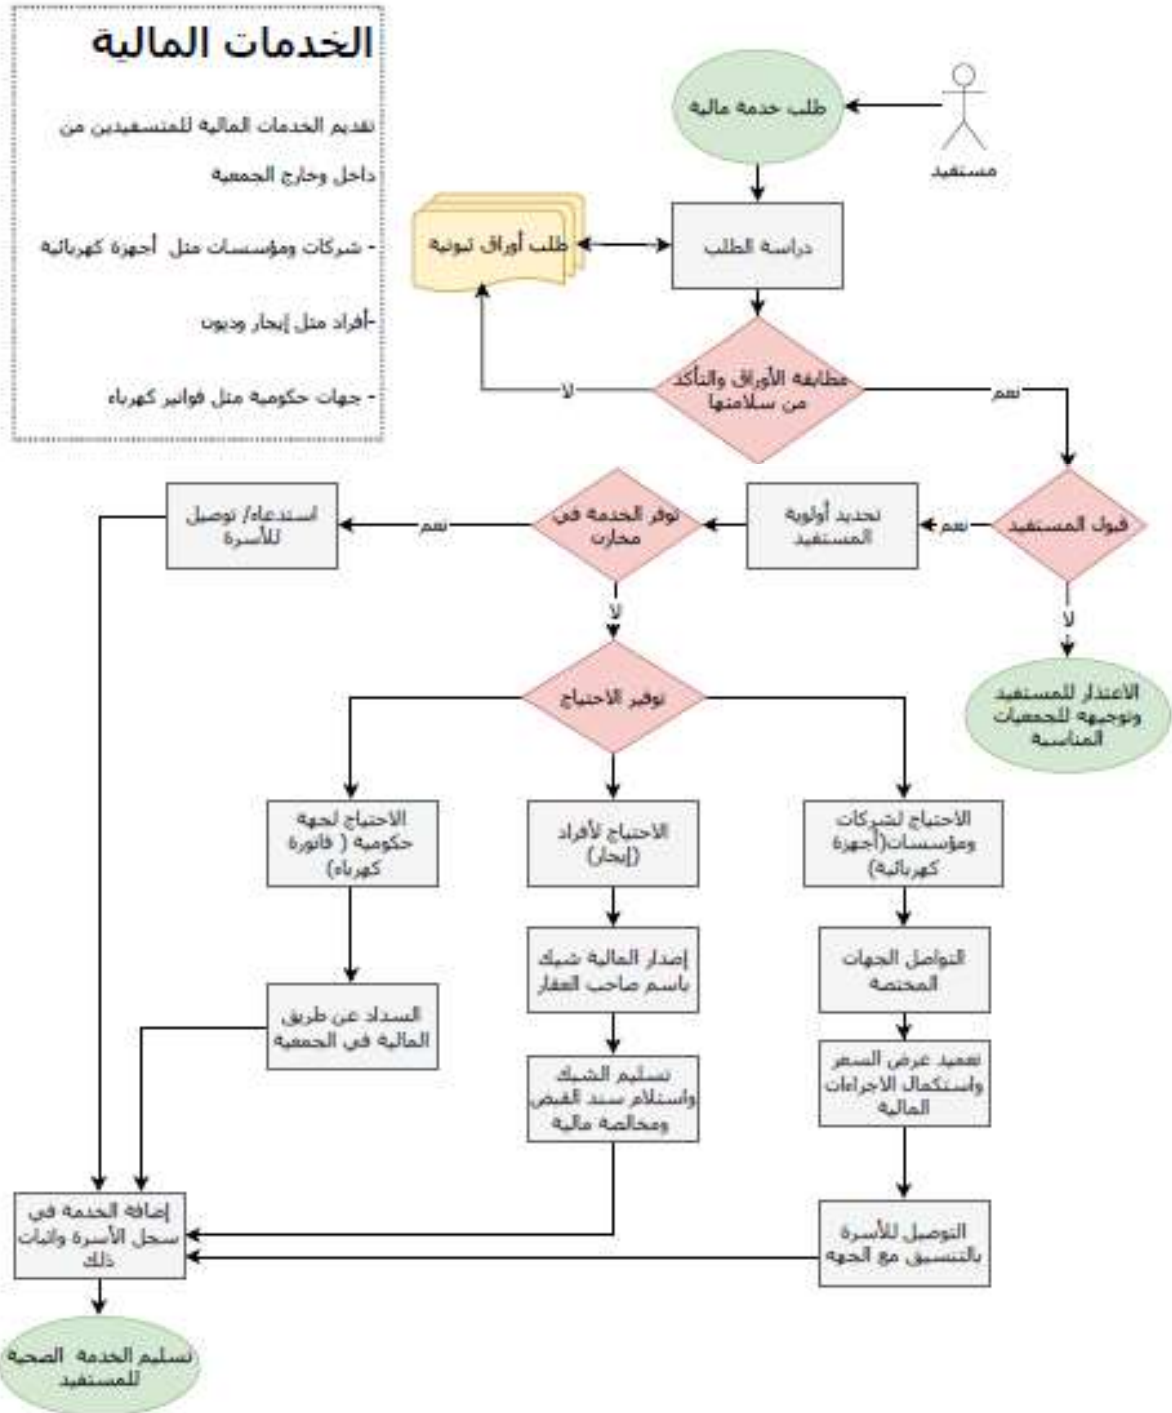 الخدمات المالية
تقديم الخدمات المالية للمتسفيدين من
داخل وخارج الجمعية
- شركات ومؤسسات مثل أجهزة كهربائية
-أفراد مثل إيجار وديون
- جهات حكومية مثل فواتير كهرباء
مستفيد
طلب خدمة مالية
دراسة الطلب
طلب أوراق ثبوتية
مطابقة الأوراق والتأكد
من سلامتها
لا
نعم
قبول المستفيد
نعم
لا
الاعتذار للمستفيد
وتوجيهه للجمعيات
المناسبة
تحديد أولوية
المستفيد
توفر الخدمة في
مخازن
نعم
لا
استدعاء/ توصيل
للأسرة
توفير الاحتياج
الاحتياج لشركات
ومؤسسات(أجهزة
كهربائية)
الاحتياج لأفراد
(إيجار)
الاحتياج لجهة
حكومية ( فاتورة
كهرباء)
التواصل الجهات
المختصة
إصدار المالية شيك
باسم صاحب العقار
السداد عن طريق
المالية في الجمعية
تعميد عرض السعر
واستكمال الاجراءات
المالية
تسليم الشيك
واستلام سند القبض
ومخالصة مالية
التوصيل للأسرة
بالتنسيق مع الجهه
إضافة الخدمة في
سجل الأسرة واثبات
ذلك
تسليم الخدمة الصحية
للمستفيد